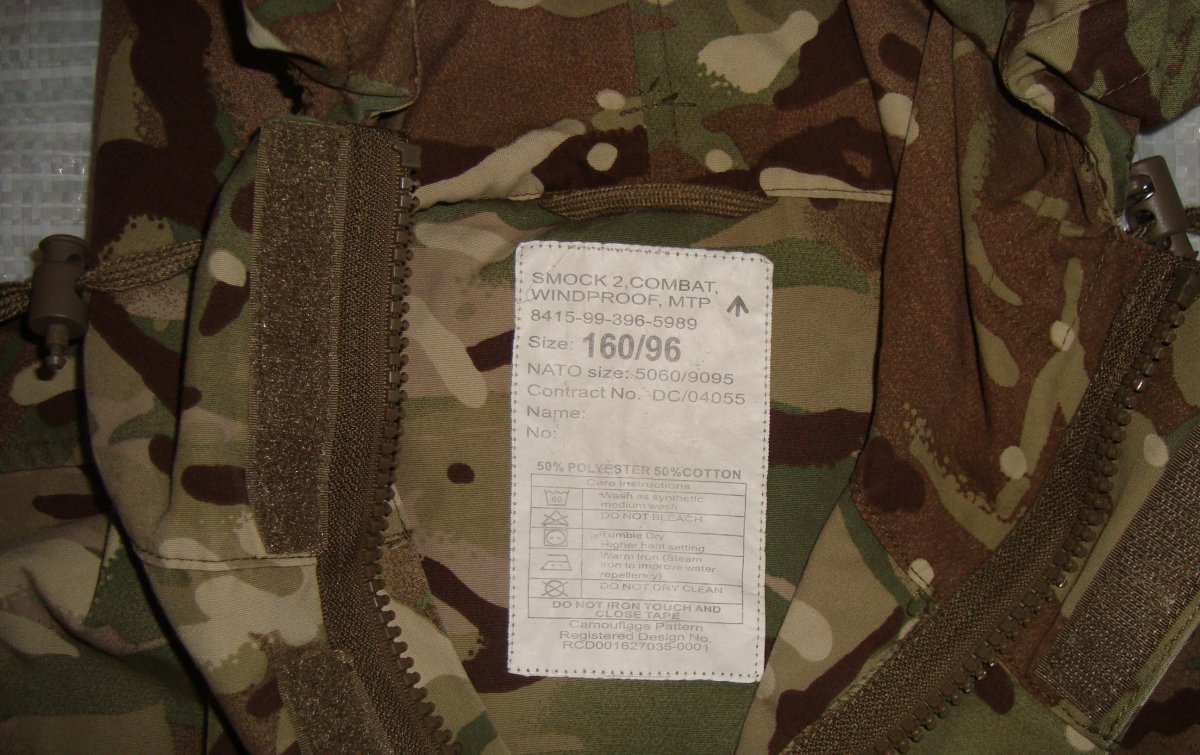 SMOCK 2,COMBAT,
WINDPROOF, MTP
8415-99-396-5989
Size: 160/96
NATO size: 5060/9095
Contract No. DC/04055
Name:
No:
50% POLYESTER 50%COTTON
Care Instructions
60
Wash as synthetic
medium wash
DO NOT BLEACH
Tumble Dry
Higher heat setting
Warm Iron (Steam
iron to improve water
repellency)
DO NOT DRY CLEAN
DO NOT IRON TOUCH AND
CLOSE TAPE
Camouflage Pattern
Registered Design No.
RCD001627035-0001